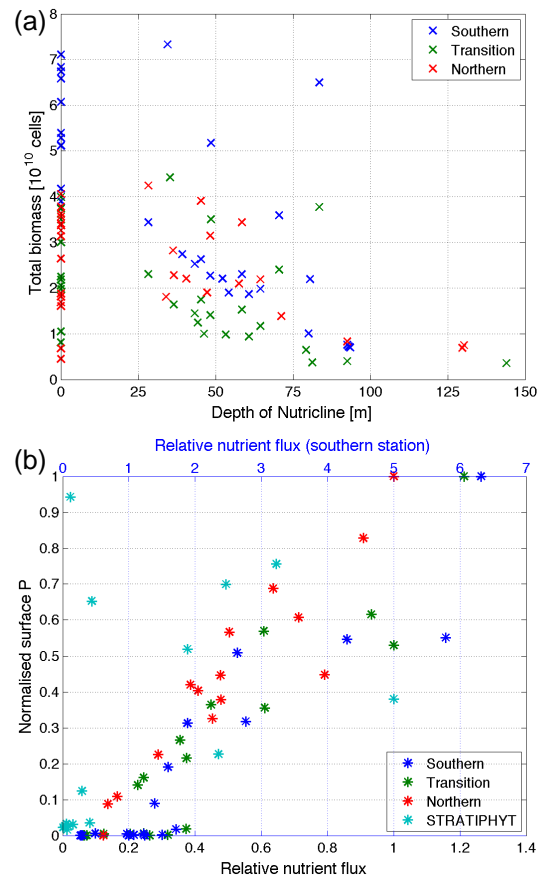 (a)
8
7
6
5
4
3
2
1
0
Total biomass [10^10 cells]
Southern
Transition
Northern
0 25 50 75 100 125 150
Depth of Nutricline [m]
(b)
Relative nutrient flux (southern station)
0 1 2 3 4 5 6 7
1
0.9
0.8
0.7
0.6
0.5
0.4
0.3
0.2
0.1
0
Normalised surface P
Southern
Transition
Northern
STRATIPHYT
0 0.2 0.4 0.6 0.8 1 1.2 1.4
Relative nutrient flux